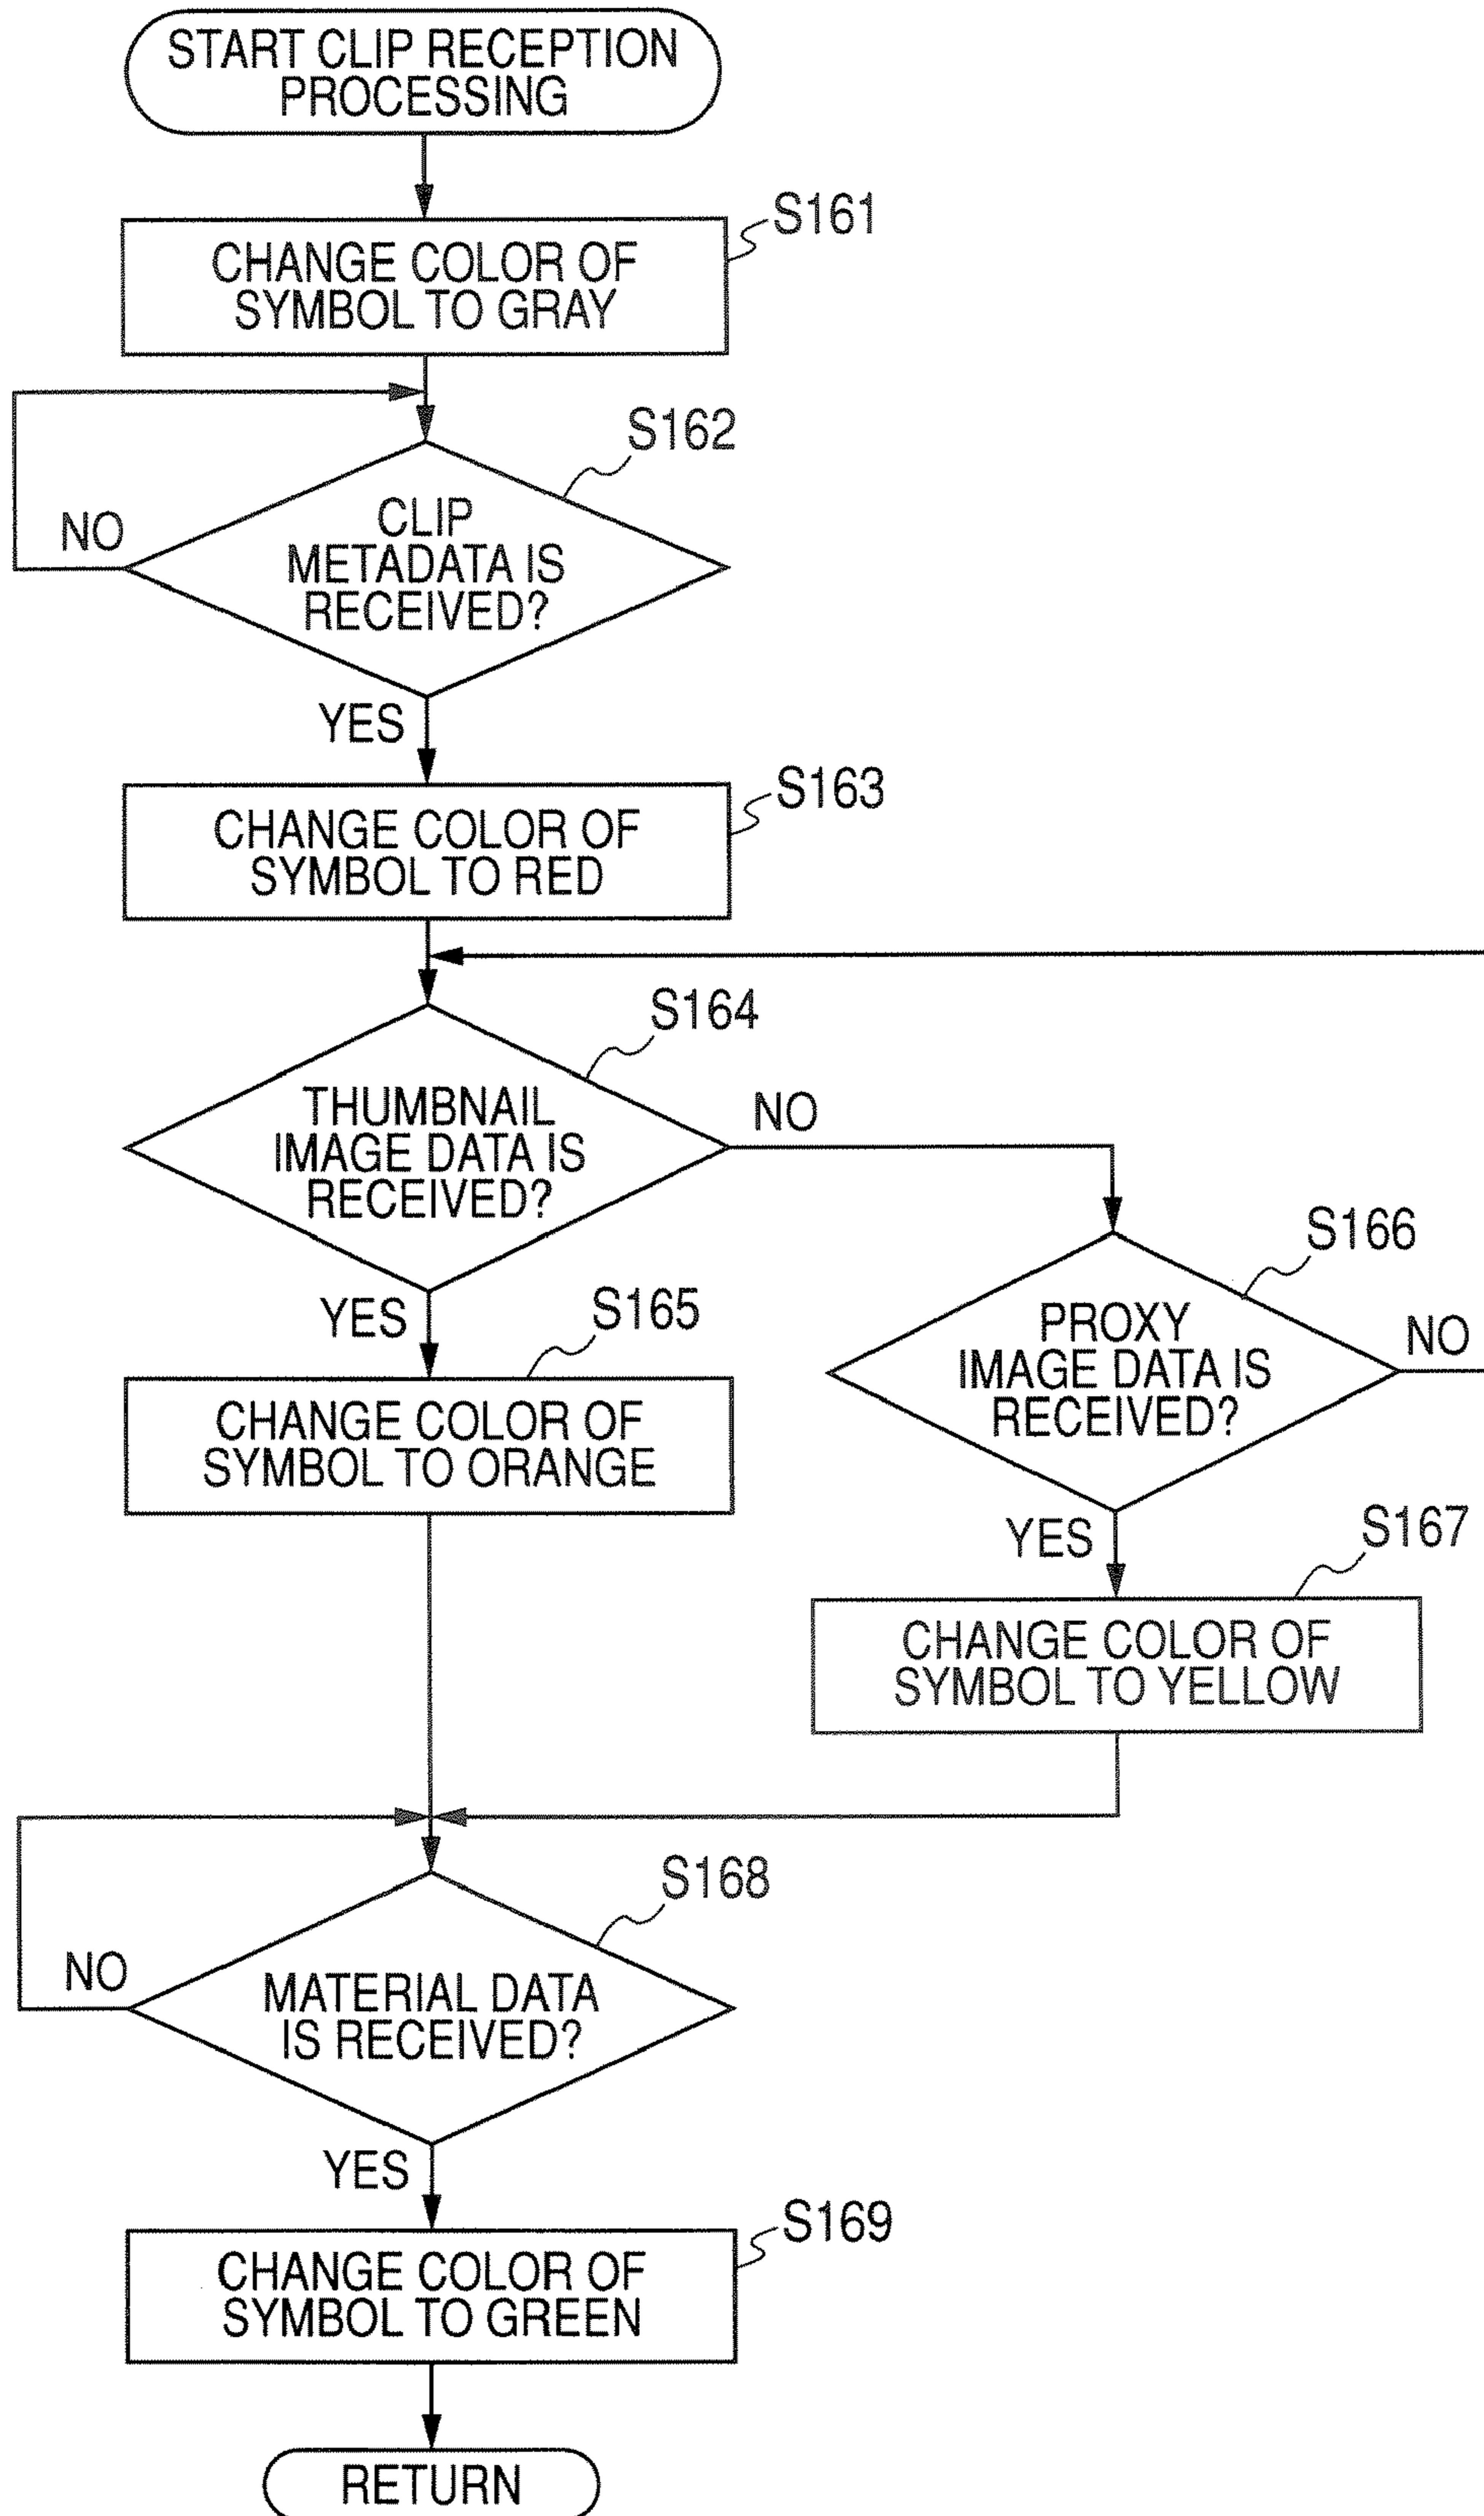 START CLIP RECEPTION
PROCESSING
S161
CHANGE COLOR OF
SYMBOL TO GRAY
S162
NO
CLIP
METADATA IS
RECEIVED?
YES
S163
CHANGE COLOR OF
SYMBOL TO RED
S164
THUMBNAIL
IMAGE DATA IS
RECEIVED?
NO
YES
S165
CHANGE COLOR OF
SYMBOL TO ORANGE
S166
PROXY
IMAGE DATA IS
RECEIVED?
NO
YES
S167
CHANGE COLOR OF
SYMBOL TO YELLOW
S168
NO
MATERIAL DATA
IS RECEIVED?
YES
S169
CHANGE COLOR OF
SYMBOL TO GREEN
RETURN